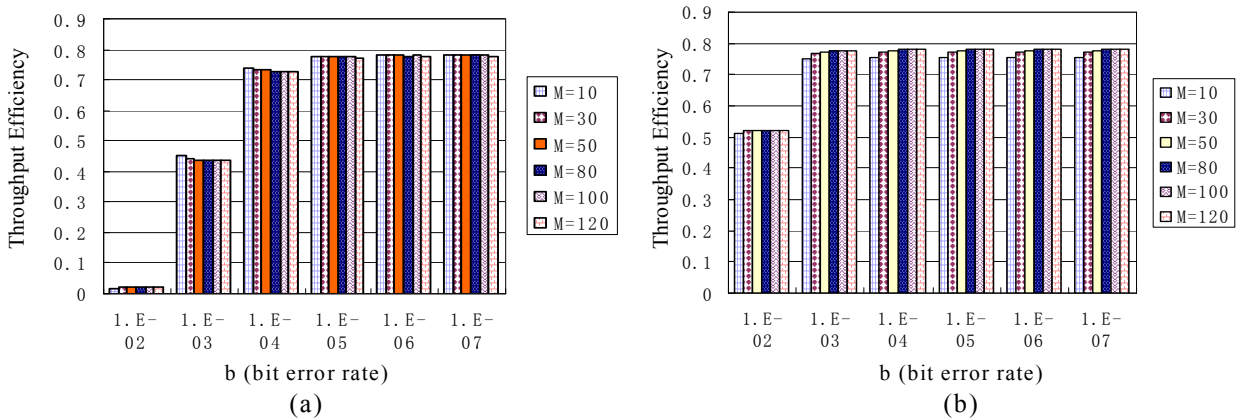 Throughput Efficiency
0.9
0.8
0.7
0.6
0.5
0.4
0.3
0.2
0.1
0
1.E-02
1.E-03
1.E-04
1.E-05
1.E-06
1.E-07
b (bit error rate)
M=10
M=30
M=50
M=80
M=100
M=120
(a)
Throughput Efficiency
0.9
0.8
0.7
0.6
0.5
0.4
0.3
0.2
0.1
0
1.E-02
1.E-03
1.E-04
1.E-05
1.E-06
1.E-07
b (bit error rate)
M=10
M=30
M=50
M=80
M=100
M=120
(b)